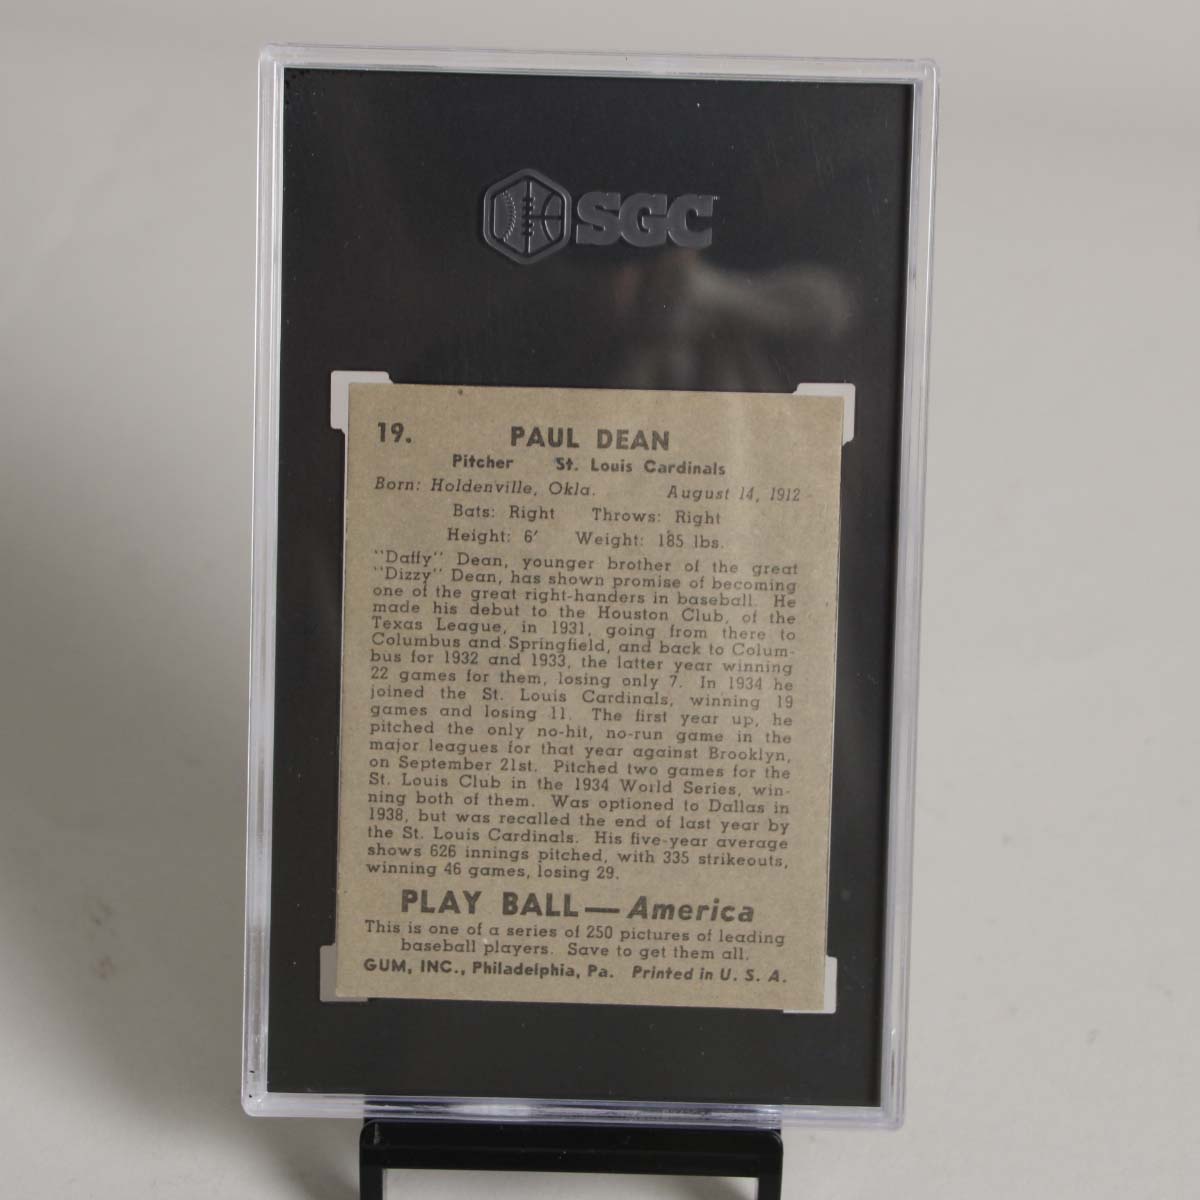 SGC
19. PAUL DEAN
Pitcher St. Louis Cardinals
Born: Holdenville, Okla. August 14, 1912
Bats: Right Throws: Right
Height: 6′ Weight: 185 lbs.
"Daffy" Dean, younger brother of the great
"Dizzy" Dean, has shown promise of becoming
one of the great right-handers in baseball. He
made his debut to the Houston Club, of the
Texas League, in 1931, going from there to
Columbus and Springfield, and back to Colum-
bus for 1932 and 1933, the latter year winning
22 games for them, losing only 7. In 1934 he
joined the St. Louis Cardinals, winning 19
games and losing 11. The first year up, he
pitched the only no-hit, no-run game in the
major leagues for that year against Brooklyn,
on September 21st. Pitched two games for the
St. Louis Club in the 1934 World Series, win-
ning both of them. Was optioned to Dallas in
1938, but was recalled the end of last year by
the St. Louis Cardinals. His five-year average
shows 626 innings pitched, with 335 strikeouts,
winning 46 games, losing 29.
PLAY BALL—America
This is one of a series of 250 pictures of leading
baseball players. Save to get them all.
GUM, INC., Philadelphia, Pa. Printed in U. S. A.